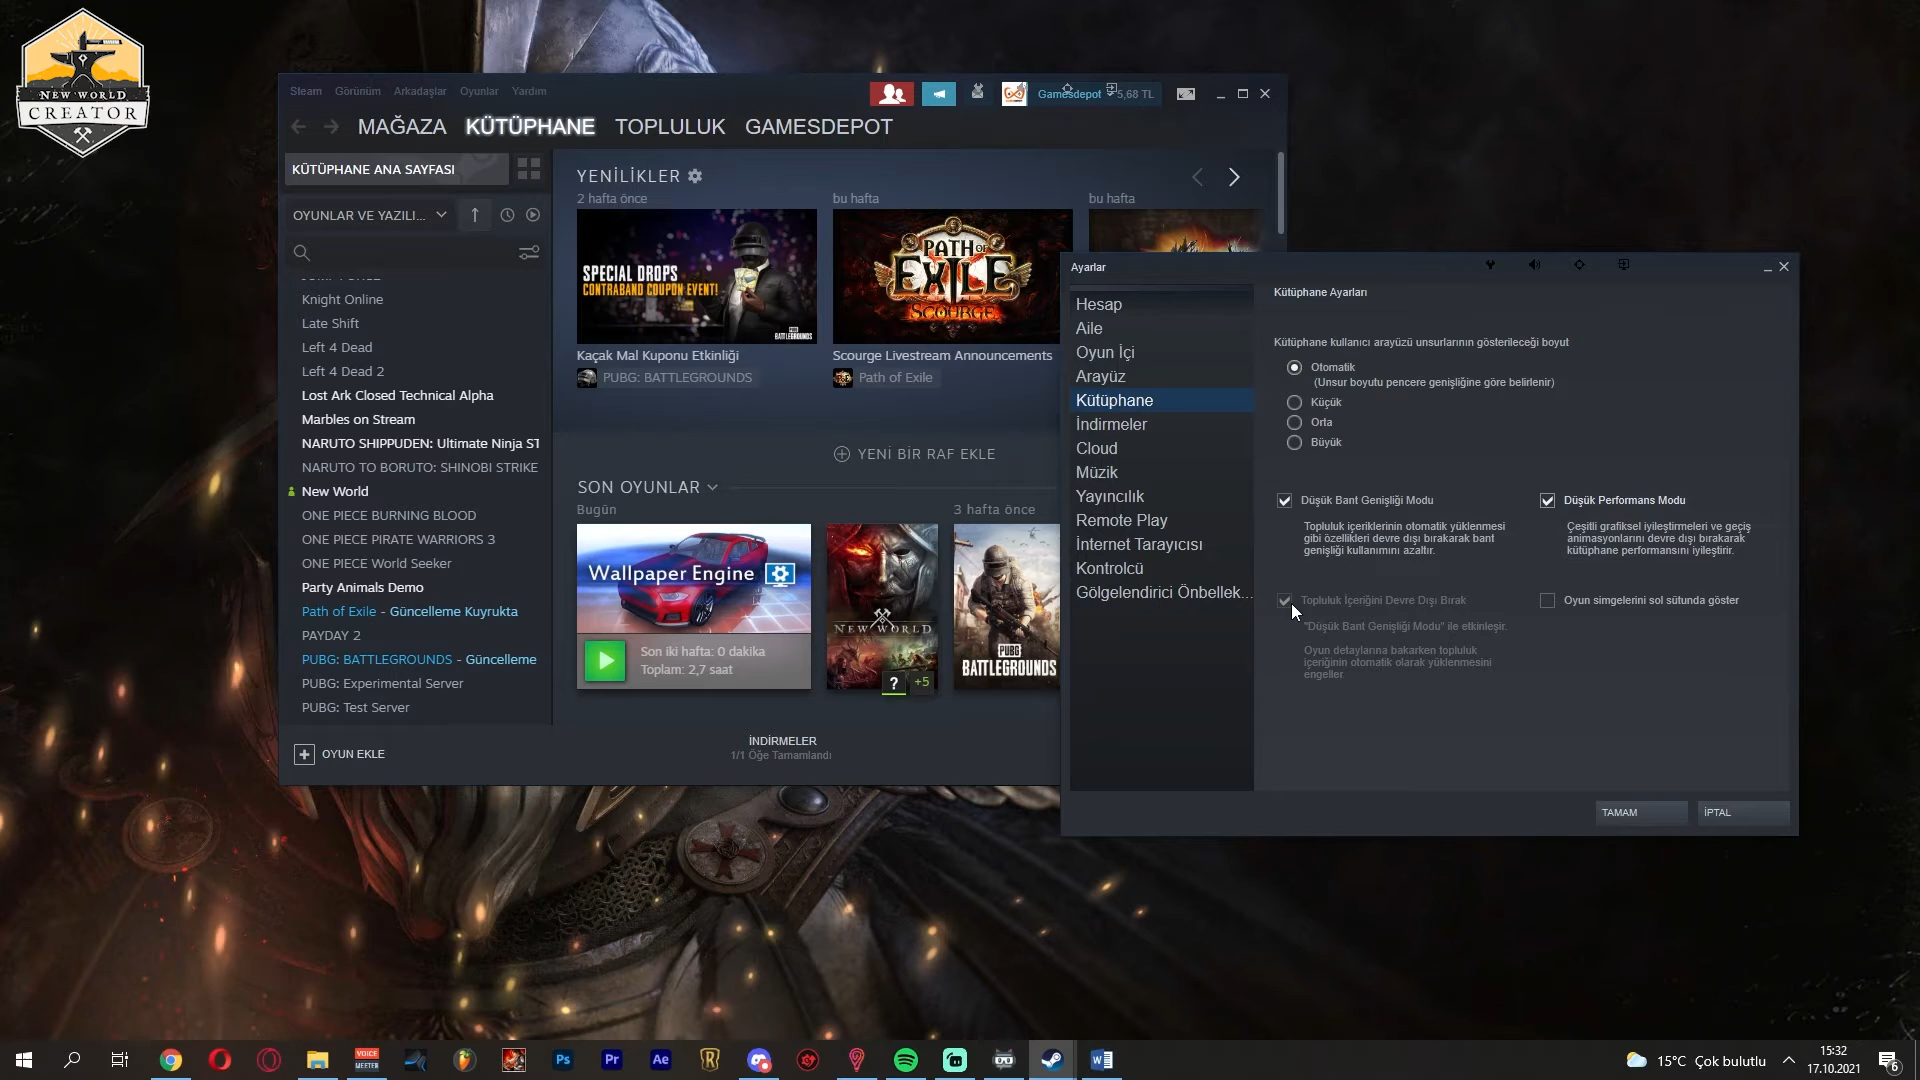 NEW WORLD
CREATOR
Steam Görünüm Arkadaşlar Oyunlar Yardım
Gamesdepot 5,68 TL
MAĞAZA KÜTÜPHANE TOPLULUK GAMESDEPOT
KÜTÜPHANE ANA SAYFASI
OYUNLAR VE YAZILI...
Knight Online
Late Shift
Left 4 Dead
Left 4 Dead 2
Lost Ark Closed Technical Alpha
Marbles on Stream
NARUTO SHIPPUDEN: Ultimate Ninja ST
NARUTO TO BORUTO: SHINOBI STRIKE
New World
ONE PIECE BURNING BLOOD
ONE PIECE PIRATE WARRIORS 3
ONE PIECE World Seeker
Party Animals Demo
Path of Exile - Güncelleme Kuyrukta
PAYDAY 2
PUBG: BATTLEGROUNDS - Güncelleme
PUBG: Experimental Server
PUBG: Test Server
OYUN EKLE
YENİLİKLER
2 hafta önce
bu hafta
bu hafta
SPECIAL DROPS
CONTRABAND COUPON EVENT!
PUBG
BATTLEGROUNDS
PATH OF
EXILE
SCOURGE
Kaçak Mal Kuponu Etkinliği
PUBG: BATTLEGROUNDS
Scourge Livestream Announcements
Path of Exile
YENİ BİR RAF EKLE
SON OYUNLAR
Bugün
3 hafta önce
Wallpaper Engine
Son iki hafta: 0 dakika
Toplam: 2,7 saat
NEW WORLD
? +5
PUBG
BATTLEGROUNDS
İNDİRMELER
1/1 Öğe Tamamlandı
Ayarlar
Hesap
Aile
Oyun İçi
Arayüz
Kütüphane
İndirmeler
Cloud
Müzik
Yayıncılık
Remote Play
İnternet Tarayıcısı
Kontrolcü
Gölgelendirici Önbellek...
Kütüphane Ayarları
Kütüphane kullanıcı arayüzü unsurlarının gösterileceği boyut
Otomatik
(Unsur boyutu pencere genişliğine göre belirlenir)
Küçük
Orta
Büyük
Düşük Bant Genişliği Modu
Topluluk içeriklerinin otomatik yüklenmesi
gibi özellikleri devre dışı bırakarak bant
genişliği kullanımını azaltır.
Düşük Performans Modu
Çeşitli grafiksel iyileştirmeleri ve geçiş
animasyonlarını devre dışı bırakarak
kütüphane performansını iyileştirir.
Topluluk İçeriğini Devre Dışı Bırak
"Düşük Bant Genişliği Modu" ile etkinleşir.
Oyun detaylarına bakarken topluluk
içeriğinin otomatik olarak yüklenmesini
engeller
Oyun simgelerini sol sütunda göster
TAMAM İPTAL
VOICE
MEETER
Ps
Pr
Ae
15°C Çok bulutlu
15:32
17.10.2021
6